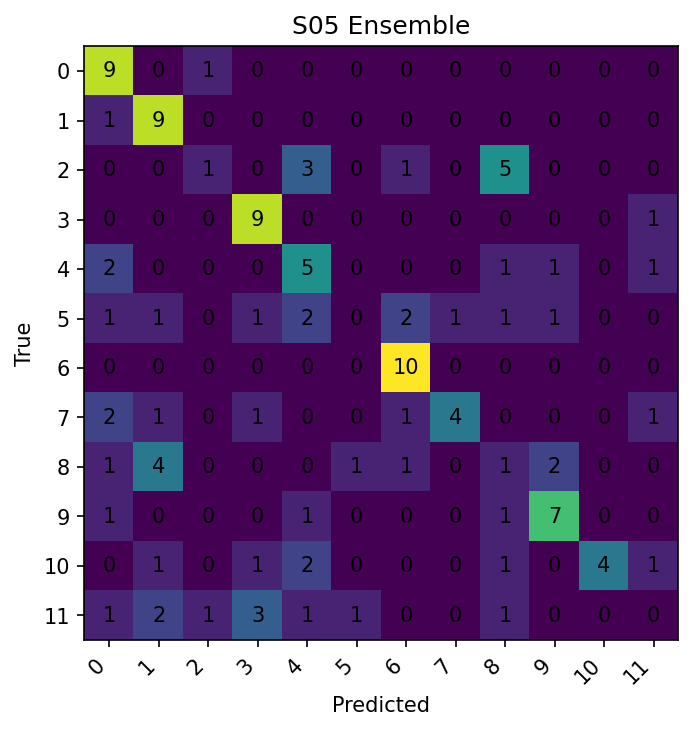 S05 Ensemble
True
0 9 0 1 0 0 0 0 0 0 0 0 0
1 1 9 0 0 0 0 0 0 0 0 0 0
2 0 0 1 0 3 0 1 0 5 0 0 0
3 0 0 0 9 0 0 0 0 0 0 0 1
4 2 0 0 0 5 0 0 0 1 1 0 1
5 1 1 0 1 2 0 2 1 1 1 0 0
6 0 0 0 0 0 0 10 0 0 0 0 0
7 2 1 0 1 0 0 1 4 0 0 0 1
8 1 4 0 0 0 1 1 0 1 2 0 0
9 1 0 0 0 1 0 0 0 1 7 0 0
10 0 1 0 1 2 0 0 0 1 0 4 1
11 1 2 1 3 1 1 0 0 1 0 0 0
0 1 2 3 4 5 6 7 8 9 10 11
Predicted